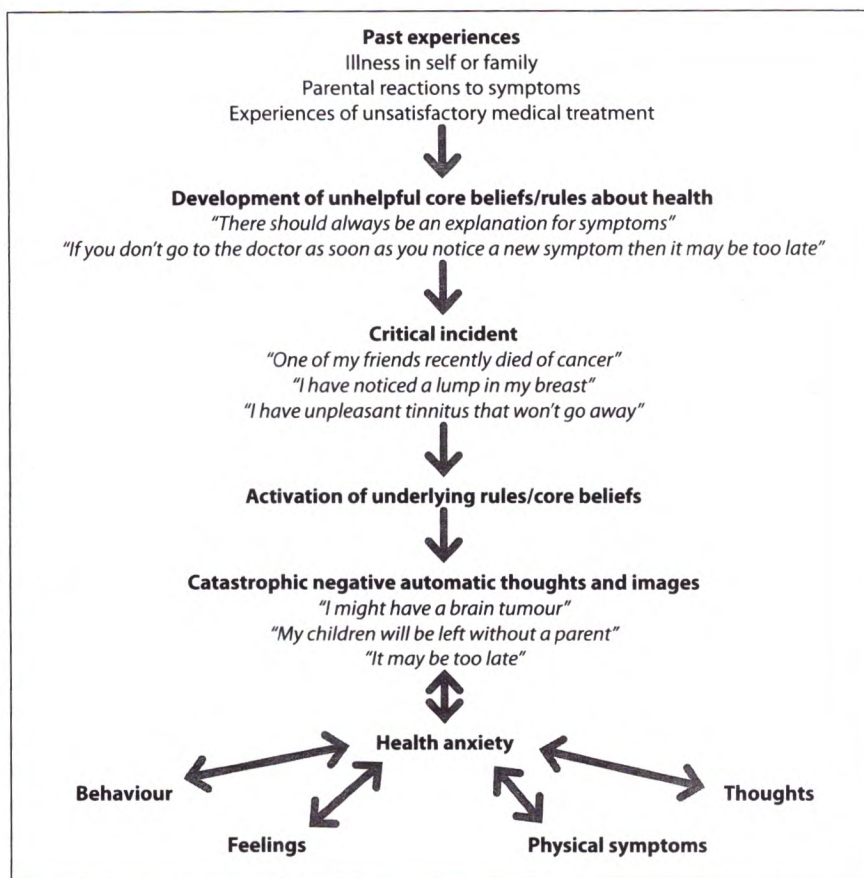 Past experiences
Illness in self or family
Parental reactions to symptoms
Experiences of unsatisfactory medical treatment
Development of unhelpful core beliefs/rules about health
"There should always be an explanation for symptoms"
"If you don't go to the doctor as soon as you notice a new symptom then it may be too late"
Critical incident
"One of my friends recently died of cancer"
"I have noticed a lump in my breast"
"I have unpleasant tinnitus that won't go away"
Activation of underlying rules/core beliefs
Catastrophic negative automatic thoughts and images
"I might have a brain tumour"
"My children will be left without a parent"
"It may be too late"
Health anxiety
Behaviour
Thoughts
Feelings
Physical symptoms